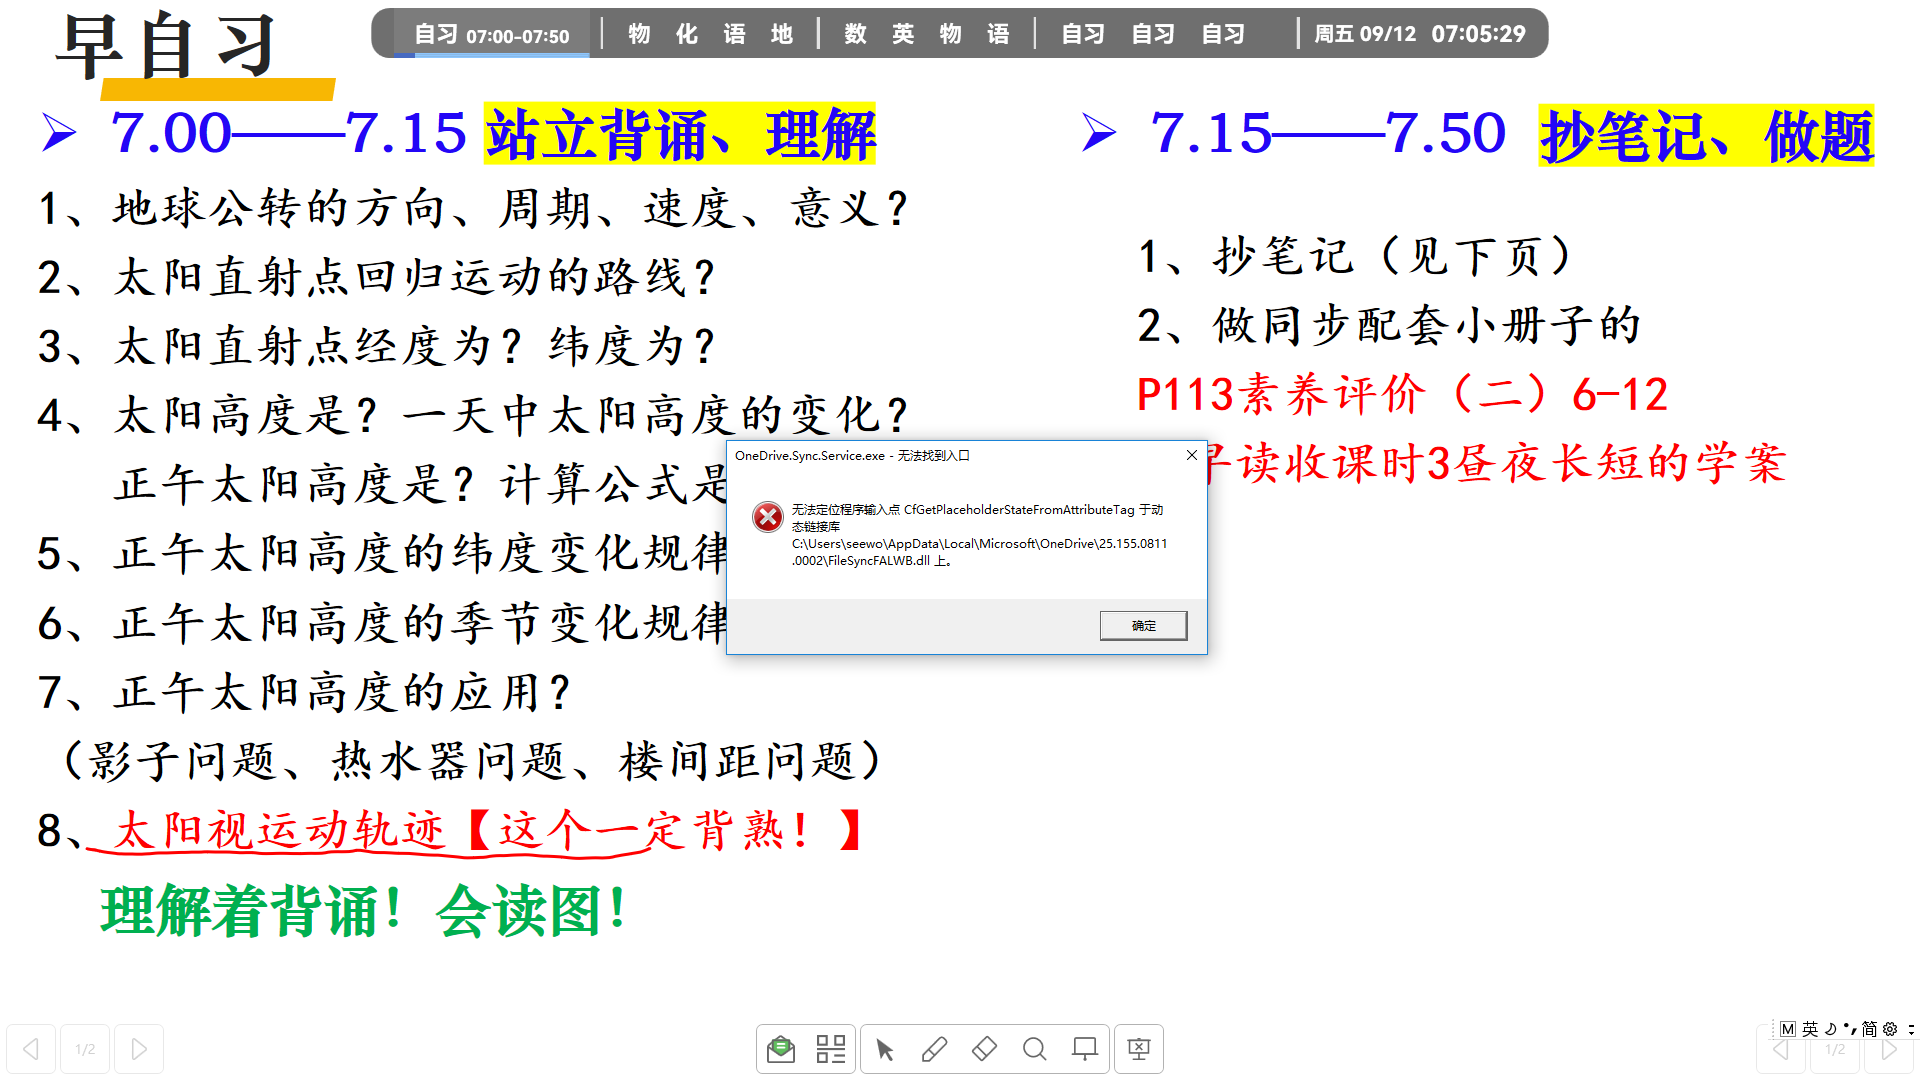 早自习
自习 07:00-07:50 物 化 语 地 数 英 物 语 自习 自习 自习 周五 09/12 07:05:29
7.00——7.15 站立背诵、理解
1、地球公转的方向、周期、速度、意义？
2、太阳直射点回归运动的路线？
3、太阳直射点经度为？纬度为？
4、太阳高度是？一天中太阳高度的变化？
正午太阳高度是？计算公式是
5、正午太阳高度的纬度变化规律
6、正午太阳高度的季节变化规律
7、正午太阳高度的应用？
（影子问题、热水器问题、楼间距问题）
8、太阳视运动轨迹【这个一定背熟！】
理解着背诵！会读图！
7.15——7.50 抄笔记、做题
1、抄笔记（见下页）
2、做同步配套小册子的
P113素养评价（二）6-12
早读收课时3昼夜长短的学案
OneDrive.Sync.Service.exe - 无法找到入口
无法定位程序输入点 CfGetPlaceholderStateFromAttributeTag 于动
态链接库
C:\Users\seewo\AppData\Local\Microsoft\OneDrive\25.155.0811
.0002\FileSyncFALWB.dll 上。
确定
1/2
M 英 简
1/2